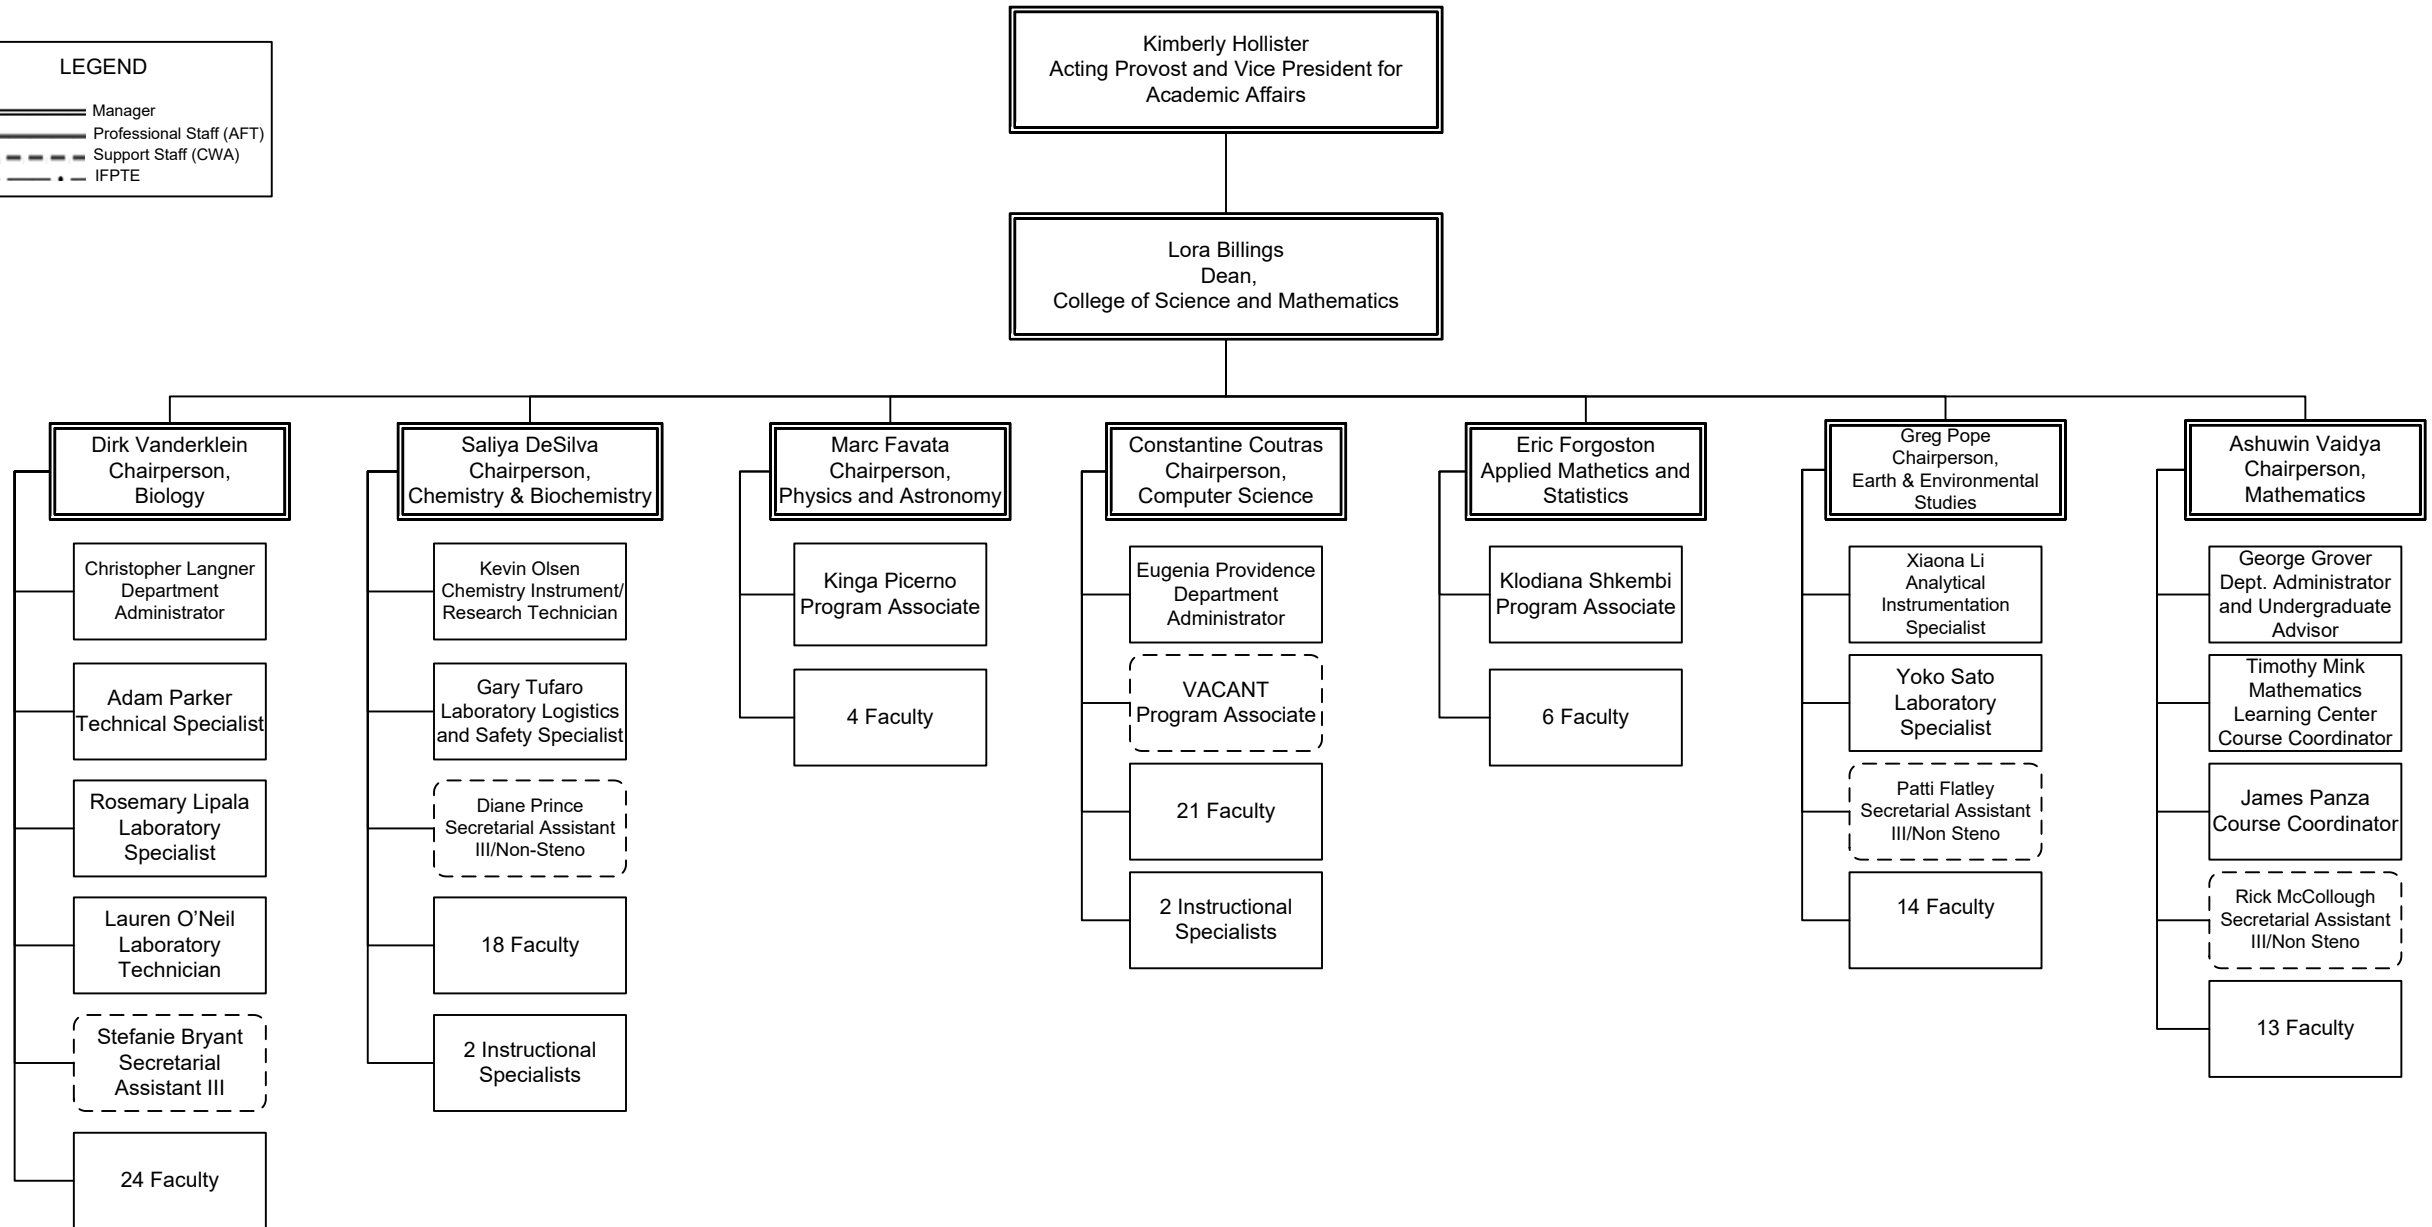 LEGEND
Manager
Professional Staff (AFT)
Support Staff (CWA)
IFPTE
Kimberly Hollister
Acting Provost and Vice President for
Academic Affairs
Lora Billings
Dean,
College of Science and Mathematics
Dirk Vanderklein
Chairperson,
Biology
Christopher Langner
Department
Administrator
Adam Parker
Technical Specialist
Rosemary Lipala
Laboratory
Specialist
Lauren O’Neil
Laboratory
Technician
Stefanie Bryant
Secretarial
Assistant III
24 Faculty
Saliya DeSilva
Chairperson,
Chemistry & Biochemistry
Kevin Olsen
Chemistry Instrument/
Research Technician
Gary Tufaro
Laboratory Logistics
and Safety Specialist
Diane Prince
Secretarial Assistant
III/Non-Steno
18 Faculty
2 Instructional
Specialists
Marc Favata
Chairperson,
Physics and Astronomy
Kinga Picerno
Program Associate
4 Faculty
Constantine Coutras
Chairperson,
Computer Science
Eugenia Providence
Department
Administrator
VACANT
Program Associate
21 Faculty
2 Instructional
Specialists
Eric Forgoston
Applied Mathetics and
Statistics
Klodiana Shkembi
Program Associate
6 Faculty
Greg Pope
Chairperson,
Earth & Environmental
Studies
Xiaona Li
Analytical
Instrumentation
Specialist
Yoko Sato
Laboratory
Specialist
Patti Flatley
Secretarial Assistant
III/Non Steno
14 Faculty
Ashuwin Vaidya
Chairperson,
Mathematics
George Grover
Dept. Administrator
and Undergraduate
Advisor
Timothy Mink
Mathematics
Learning Center
Course Coordinator
James Panza
Course Coordinator
Rick McCollough
Secretarial Assistant
III/Non Steno
13 Faculty